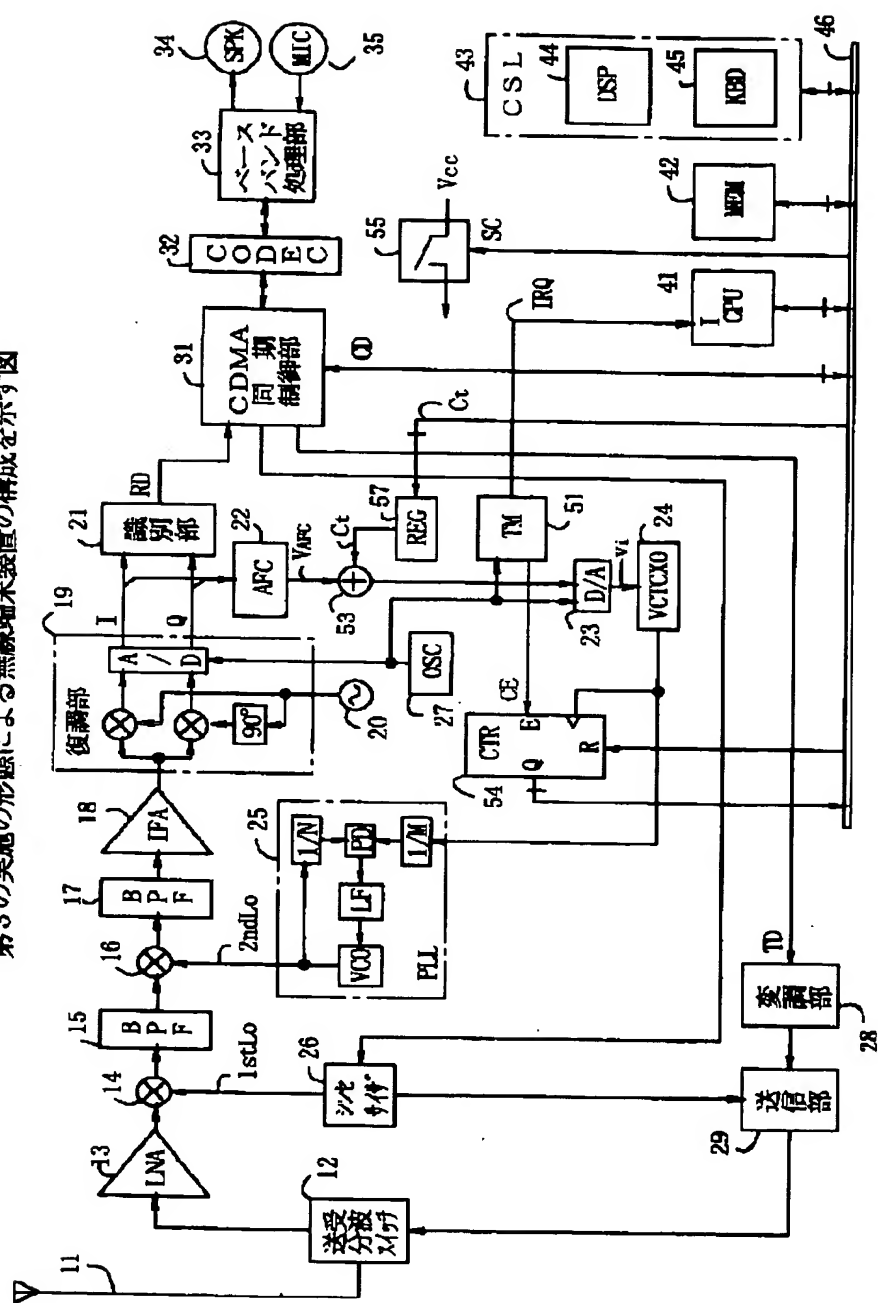 第3の実施の形態による無線端末装置の構成を示す図
11
12
送受
分波
スイッチ
13
LNA
14
1stLo
15
BPF
16
2ndLo
17
BPF
18
IFA
19
復調部
90°
20
A/D
I
Q
21
識別部
RD
22
AFC
VAFC
23
D/A
Vi
24
VCTCXO
25
1/N
PD
1/M
LF
VCO
PLL
26
シンセサイザ
27
OSC
28
変調部
TD
29
送信部
31
CDMA
同期
制御部
CD
32
CODEC
33
ベース
バンド
処理部
34
SPK
35
MIC
41
I
CPU
IRQ
42
MEM
43
CSL
44
DSP
45
KBD
46
51
TM
CE
53
Ct
54
CTR
Q
E
R
55
Vcc
SC
57
REG
Ct